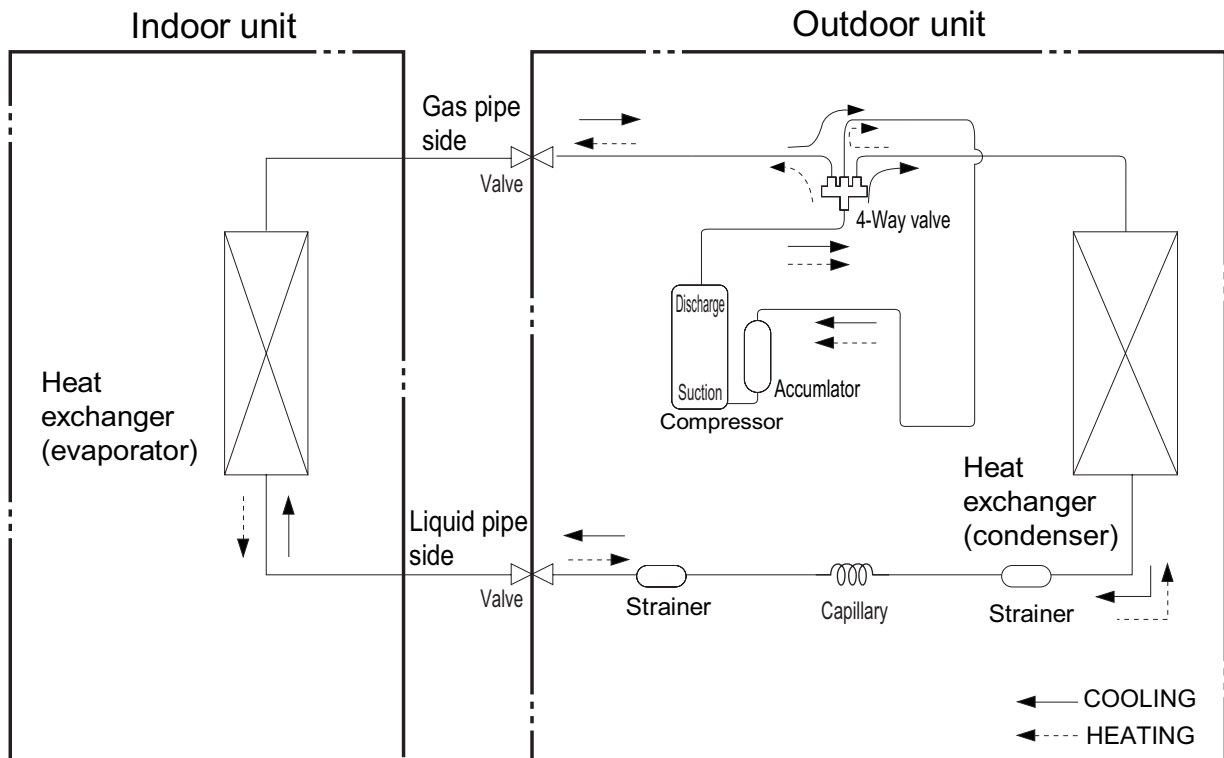 Indoor unit
Outdoor unit
Gas pipe
side
Valve
4-Way valve
Discharge
Suction
Accumlator
Compressor
Heat
exchanger
(evaporator)
Heat
exchanger
(condenser)
Liquid pipe
side
Valve
Strainer
Capillary
Strainer
COOLING
HEATING